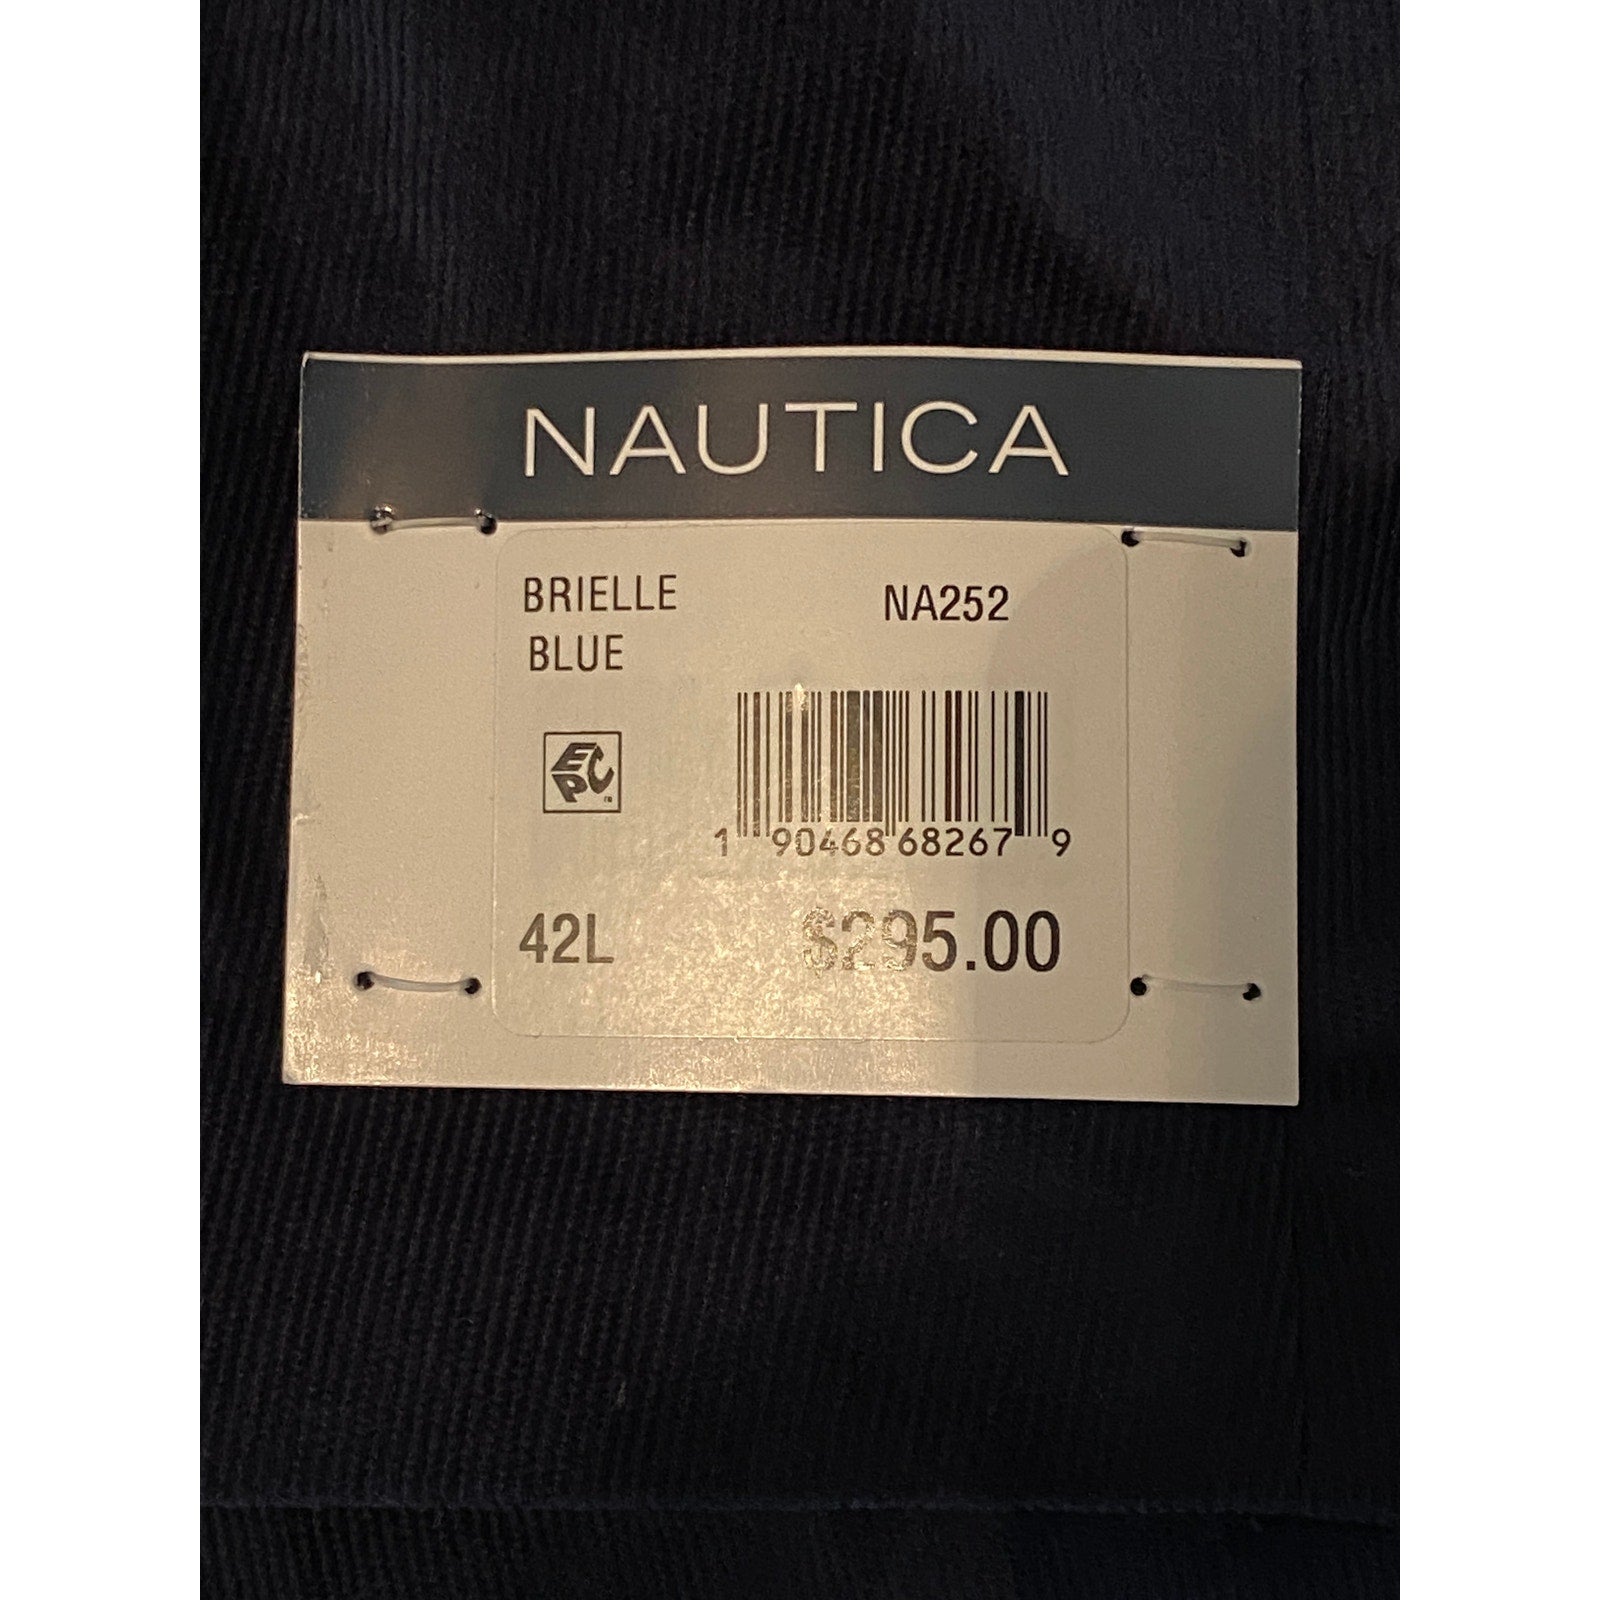 NAUTICA
BRIELLE NA252
BLUE
EPC
1 90468 68267 9
42L $295.00